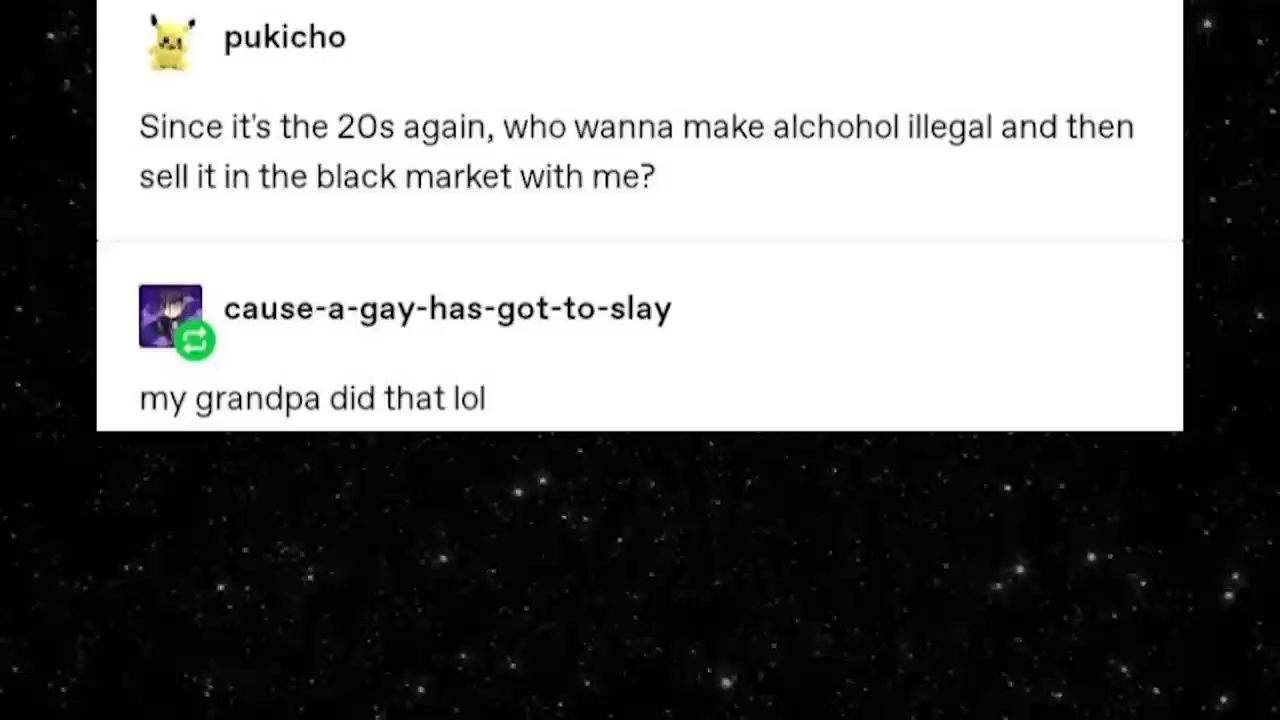 pukicho
Since it's the 20s again, who wanna make alchohol illegal and then
sell it in the black market with me?
cause-a-gay-has-got-to-slay
my grandpa did that lol